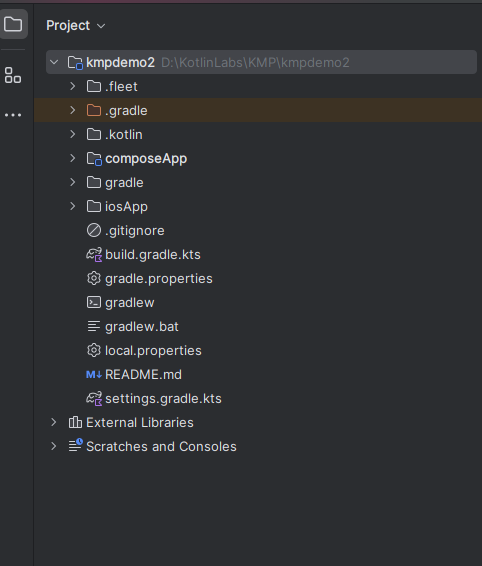 Project
kmpdemo2 D:\KotlinLabs\KMP\kmpdemo2
.fleet
.gradle
.kotlin
composeApp
gradle
iosApp
.gitignore
build.gradle.kts
gradle.properties
gradlew
gradlew.bat
local.properties
M↓ README.md
settings.gradle.kts
External Libraries
Scratches and Consoles